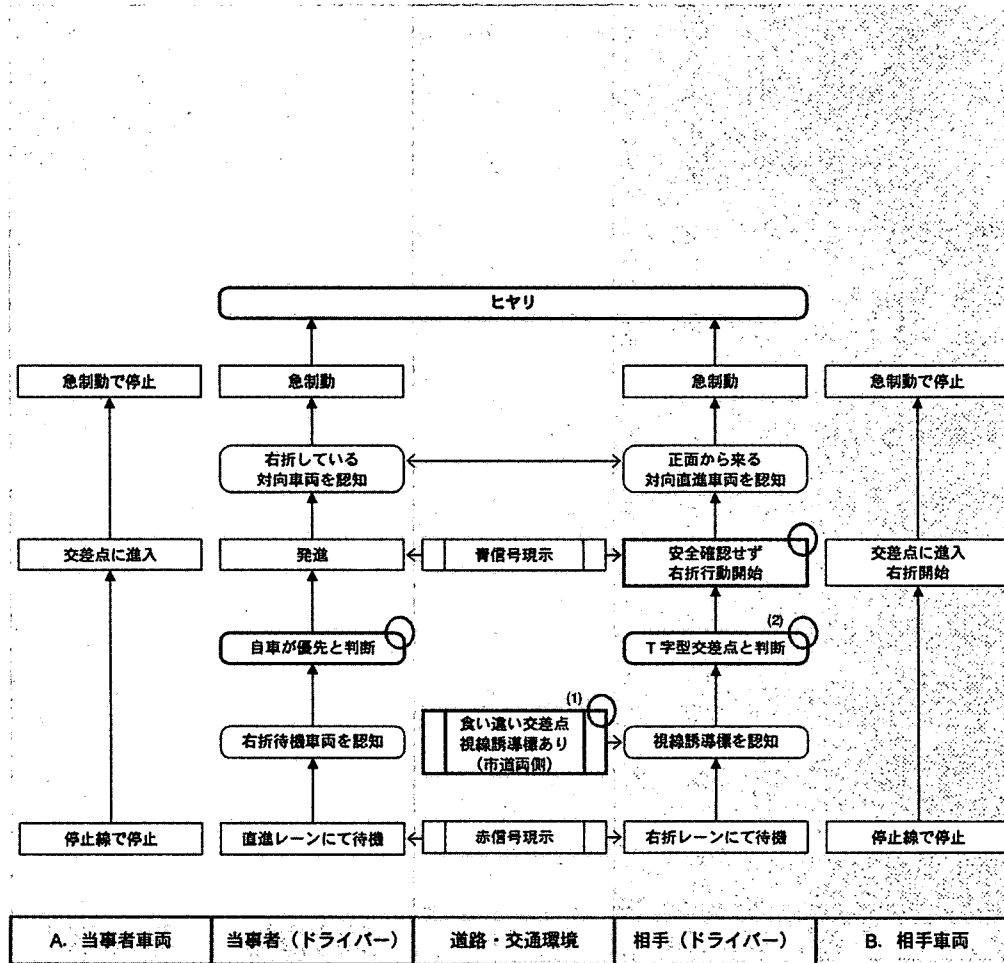 ヒヤリ
急制動で停止
急制動
急制動
急制動で停止
右折している
対向車両を認知
正面から来る
対向直進車両を認知
交差点に進入
発進
青信号現示
安全確認せず
右折行動開始
交差点に進入
右折開始
自車が優先と判断
(2)
T字型交差点と判断
右折待機車両を認知
(1)
食い違い交差点
視線誘導標あり
(市道両側)
視線誘導標を認知
停止線で停止
直進レーンにて待機
赤信号現示
右折レーンにて待機
停止線で停止
A. 当事者車両
当事者(ドライバー)
道路・交通環境
相手(ドライバー)
B. 相手車両